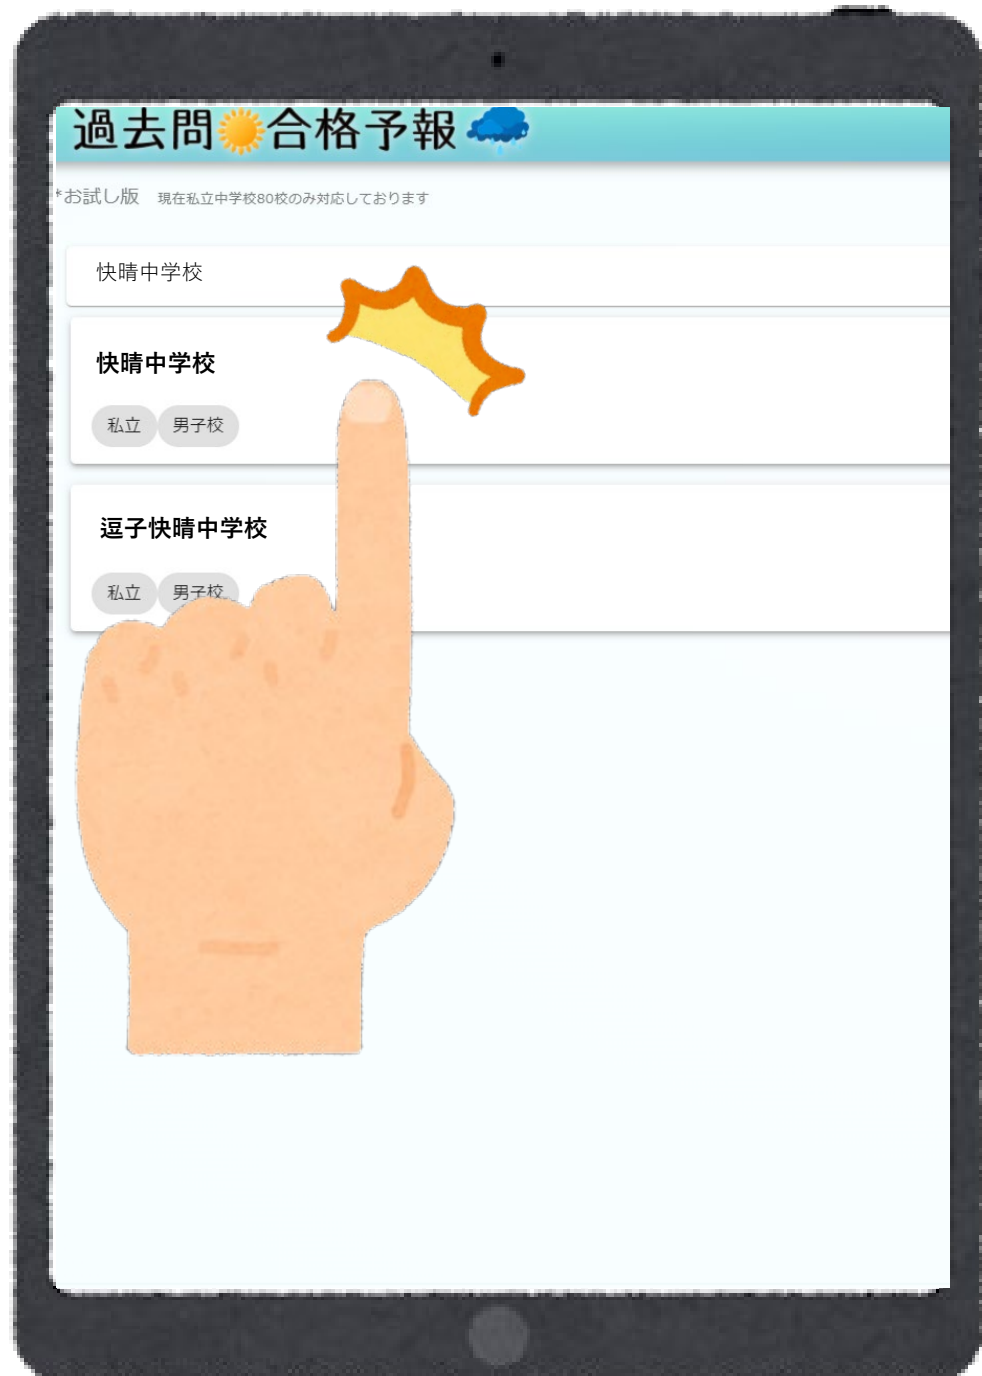 過去問 合格予報
*お試し版 現在私立中学校80校のみ対応しております
快晴中学校
快晴中学校
私立 男子校
逗子快晴中学校
私立 男子校